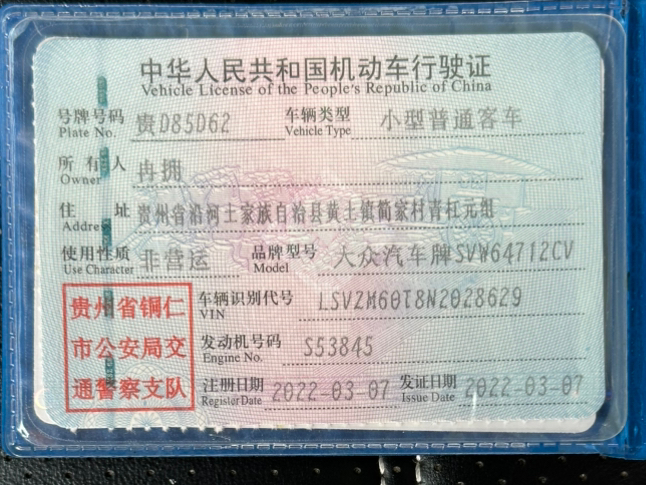 中华人民共和国机动车行驶证
Vehicle License of the People's Republic of China
号牌号码 贵D85D62 车辆类型 小型普通客车
Plate No. Vehicle Type
所有人 冉拥
Owner
住址 贵州省沿河土家族自治县黄土镇简家村青杠元组
Address
使用性质 非营运 品牌型号 大众汽车牌SVW64712CV
Use Character Model
贵州省铜仁
市公安局交
通警察支队
车辆识别代号 LSVZM60T8N2028629
VIN
发动机号码 S53845
Engine No.
注册日期 2022-03-07 发证日期 2022-03-07
Register Date Issue Date